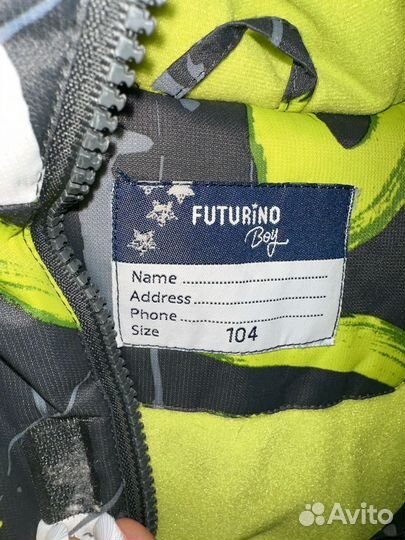 FUTURINO
Boy
Name
Address
Phone
Size 104
Avito